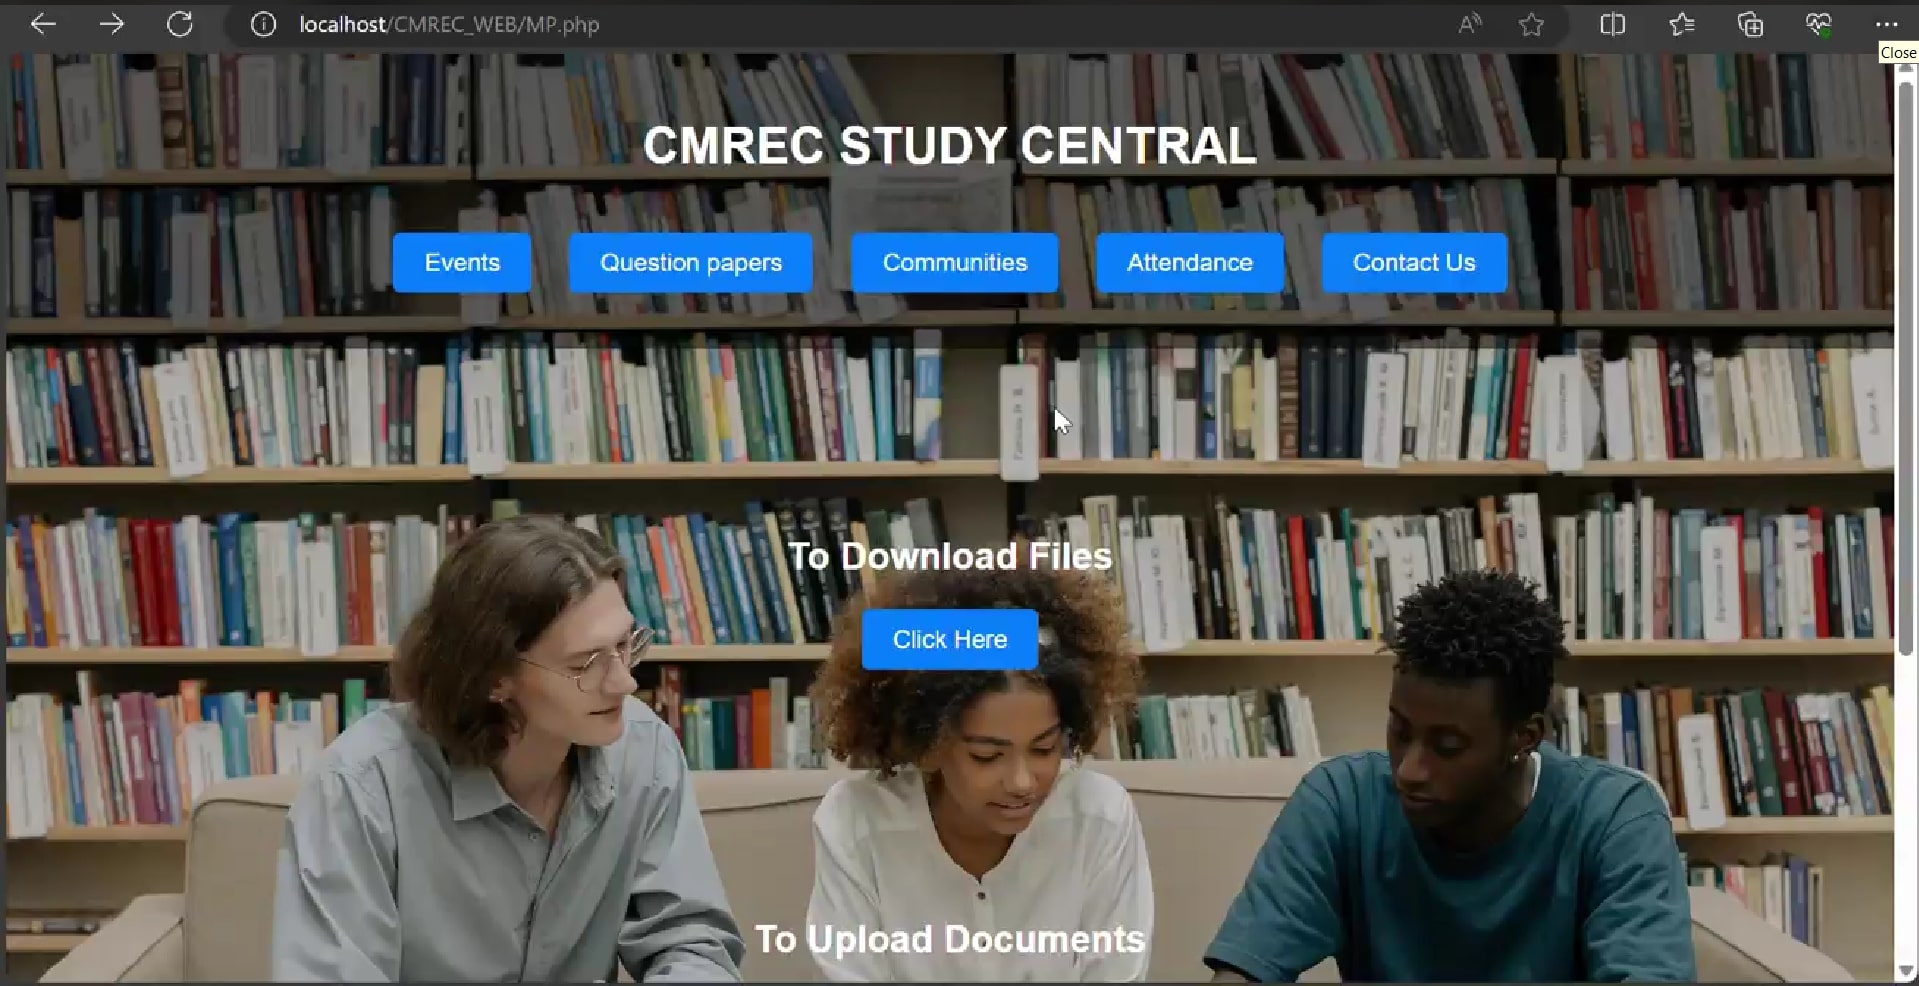 localhost/CMREC_WEB/MP.php
Close
CMREC STUDY CENTRAL
Events Question papers Communities Attendance Contact Us
To Download Files
Click Here
To Upload Documents